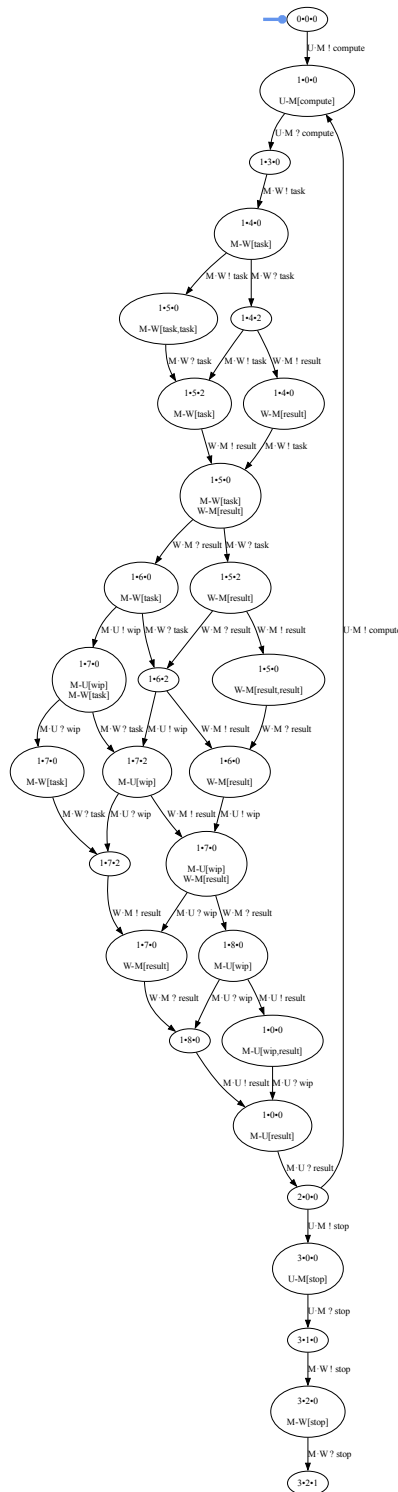 0•0•0
U·M ! compute
1•0•0
U-M[compute]
U·M ? compute
1•3•0
M·W ! task
1•4•0
M-W[task]
M·W ! task
M·W ? task
1•5•0
M-W[task,task]
1•4•2
M·W ? task
M·W ! task
W·M ! result
1•5•2
M-W[task]
1•4•0
W-M[result]
W·M ! result
M·W ! task
1•5•0
M-W[task]
W-M[result]
W·M ? result
M·W ? task
1•6•0
M-W[task]
1•5•2
W-M[result]
M·U ! wip
M·W ? task
W·M ? result
W·M ! result
U·M ! compute
1•7•0
M-U[wip]
M-W[task]
1•6•2
1•5•0
W-M[result,result]
M·U ? wip
M·W ? task
M·U ! wip
W·M ! result
W·M ? result
1•7•0
M-W[task]
1•7•2
M-U[wip]
1•6•0
W-M[result]
M·W ? task
M·U ? wip
W·M ! result
M·U ! wip
1•7•2
1•7•0
M-U[wip]
W-M[result]
W·M ! result
M·U ? wip
W·M ? result
1•7•0
W-M[result]
1•8•0
M-U[wip]
W·M ? result
M·U ? wip
M·U ! result
1•8•0
1•0•0
M-U[wip,result]
M·U ! result
M·U ? wip
1•0•0
M-U[result]
M·U ? result
2•0•0
U·M ! stop
3•0•0
U-M[stop]
U·M ? stop
3•1•0
M·W ! stop
3•2•0
M-W[stop]
M·W ? stop
3•2•1